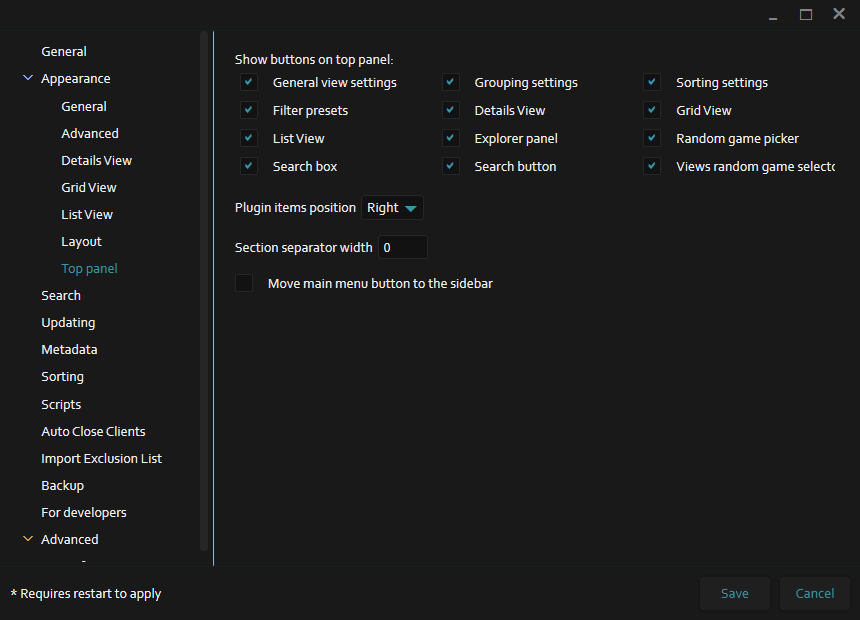 General
Appearance
General
Advanced
Details View
Grid View
List View
Layout
Top panel
Search
Updating
Metadata
Sorting
Scripts
Auto Close Clients
Import Exclusion List
Backup
For developers
Advanced
Show buttons on top panel:
General view settings Grouping settings Sorting settings
Filter presets Details View Grid View
List View Explorer panel Random game picker
Search box Search button Views random game selecto
Plugin items position Right
Section separator width 0
Move main menu button to the sidebar
* Requires restart to apply
Save Cancel